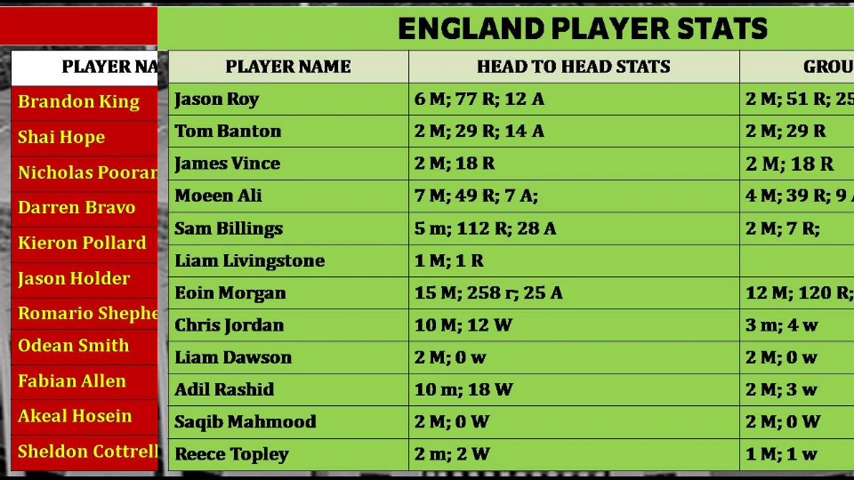 ENGLAND PLAYER STATS
PLAYER NA
Brandon King
Shai Hope
Nicholas Pooran
Darren Bravo
Kieron Pollard
Jason Holder
Romario Shephe
Odean Smith
Fabian Allen
Akeal Hosein
Sheldon Cottrell
PLAYER NAME HEAD TO HEAD STATS GROU
Jason Roy 6 M; 77 R; 12 A 2 M; 51 R; 25
Tom Banton 2 M; 29 R; 14 A 2 M; 29 R
James Vince 2 M; 18 R 2 M; 18 R
Moeen Ali 7 M; 49 R; 7 A; 4 M; 39 R; 9
Sam Billings 5 m; 112 R; 28 A 2 M; 7 R;
Liam Livingstone 1 M; 1 R
Eoin Morgan 15 M; 258 r; 25 A 12 M; 120 R;
Chris Jordan 10 M; 12 W 3 m; 4 w
Liam Dawson 2 M; 0 w 2 M; 0 w
Adil Rashid 10 m; 18 W 2 M; 3 w
Saqib Mahmood 2 M; 0 W 2 M; 0 W
Reece Topley 2 m; 2 W 1 M; 1 w